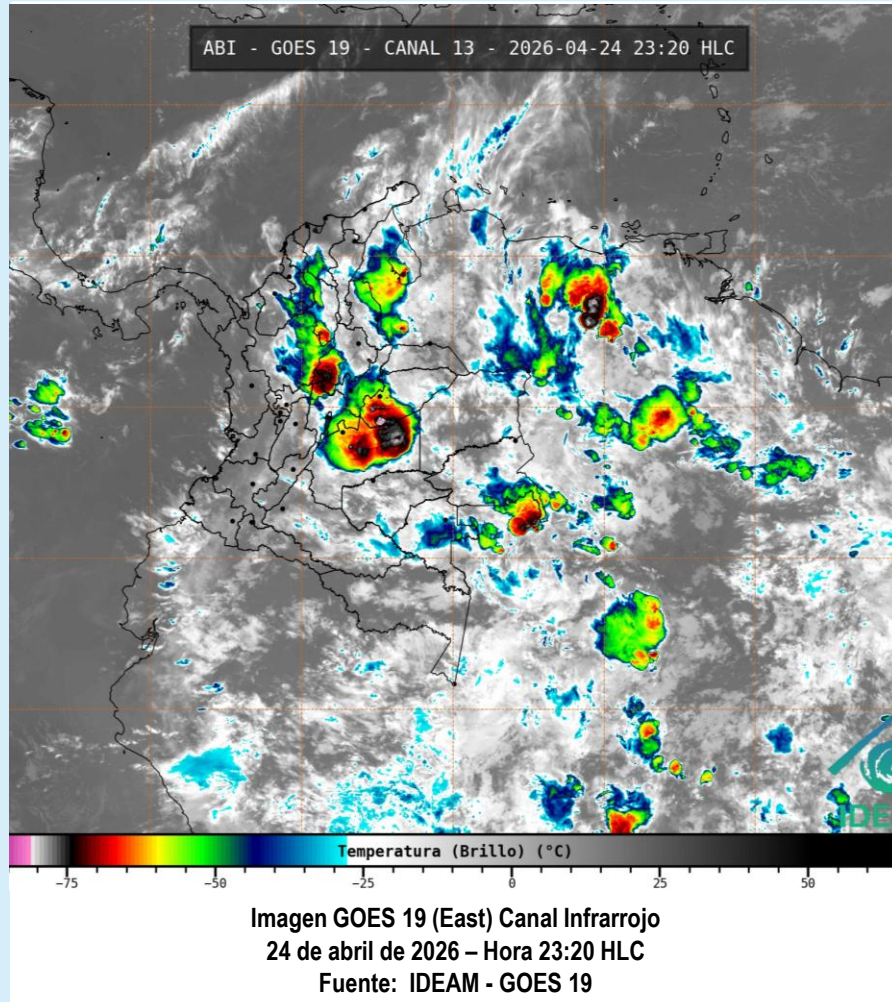 ABI - GOES 19 - CANAL 13 - 2026-04-24 23:20 HLC
IDEA
Temperatura (Brillo) (°C)
−75 −50 −25 0 25 50
Imagen GOES 19 (East) Canal Infrarrojo
24 de abril de 2026 – Hora 23:20 HLC
Fuente: IDEAM - GOES 19